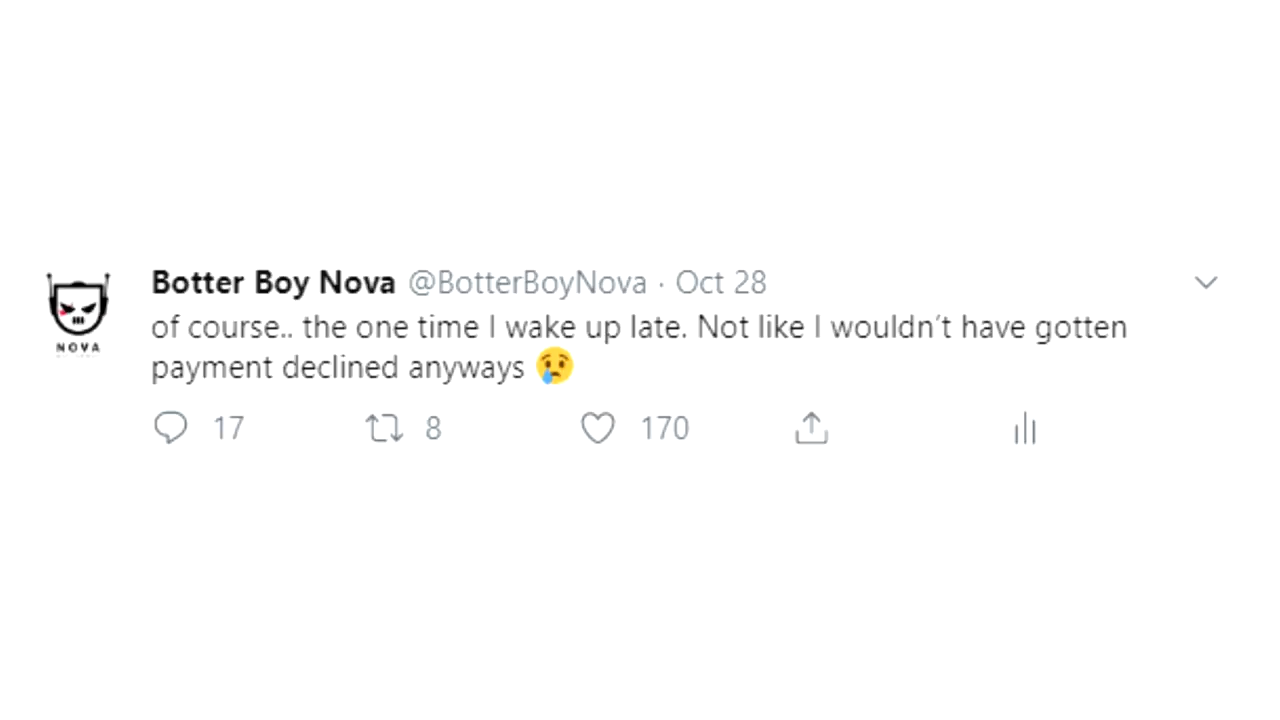 Botter Boy Nova @BotterBoyNova · Oct 28
of course.. the one time I wake up late. Not like I wouldn't have gotten
payment declined anyways 😢
NOVA
17 8 170